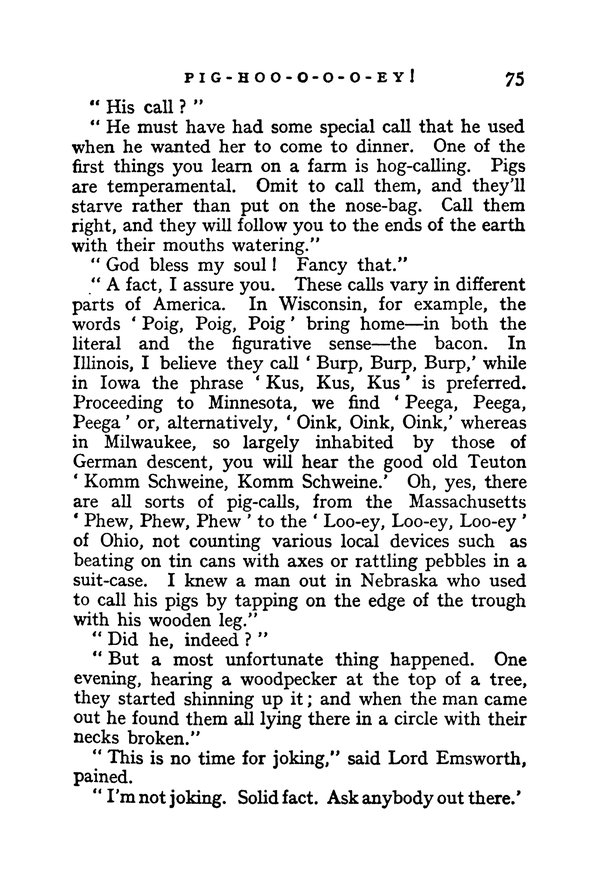 PIG-HOO-O-O-O-EY! 75
“ His call ? ”
“ He must have had some special call that he used
when he wanted her to come to dinner. One of the
first things you learn on a farm is hog-calling. Pigs
are temperamental. Omit to call them, and they'll
starve rather than put on the nose-bag. Call them
right, and they will follow you to the ends of the earth
with their mouths watering.”
“ God bless my soul ! Fancy that.”
“ A fact, I assure you. These calls vary in different
parts of America. In Wisconsin, for example, the
words ‘ Poig, Poig, Poig ’ bring home—in both the
literal and the figurative sense—the bacon. In
Illinois, I believe they call ‘ Burp, Burp, Burp,’ while
in Iowa the phrase ‘ Kus, Kus, Kus ’ is preferred.
Proceeding to Minnesota, we find ‘ Peega, Peega,
Peega ’ or, alternatively, ‘ Oink, Oink, Oink,’ whereas
in Milwaukee, so largely inhabited by those of
German descent, you will hear the good old Teuton
‘ Komm Schweine, Komm Schweine.’ Oh, yes, there
are all sorts of pig-calls, from the Massachusetts
‘ Phew, Phew, Phew ’ to the ‘ Loo-ey, Loo-ey, Loo-ey ’
of Ohio, not counting various local devices such as
beating on tin cans with axes or rattling pebbles in a
suit-case. I knew a man out in Nebraska who used
to call his pigs by tapping on the edge of the trough
with his wooden leg.”
“ Did he, indeed ? ”
“ But a most unfortunate thing happened. One
evening, hearing a woodpecker at the top of a tree,
they started shinning up it ; and when the man came
out he found them all lying there in a circle with their
necks broken.”
“ This is no time for joking,” said Lord Emsworth,
pained.
“ I'm not joking. Solid fact. Ask anybody out there.’